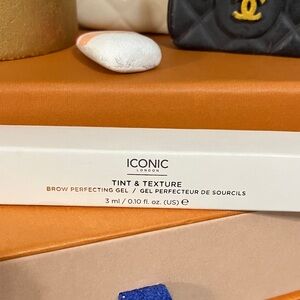 ICONIC
LONDON
TINT & TEXTURE
BROW PERFECTING GEL / GEL PERFECTEUR DE SOURCILS
3 ml / 0.10 fl. oz. (US) ℮